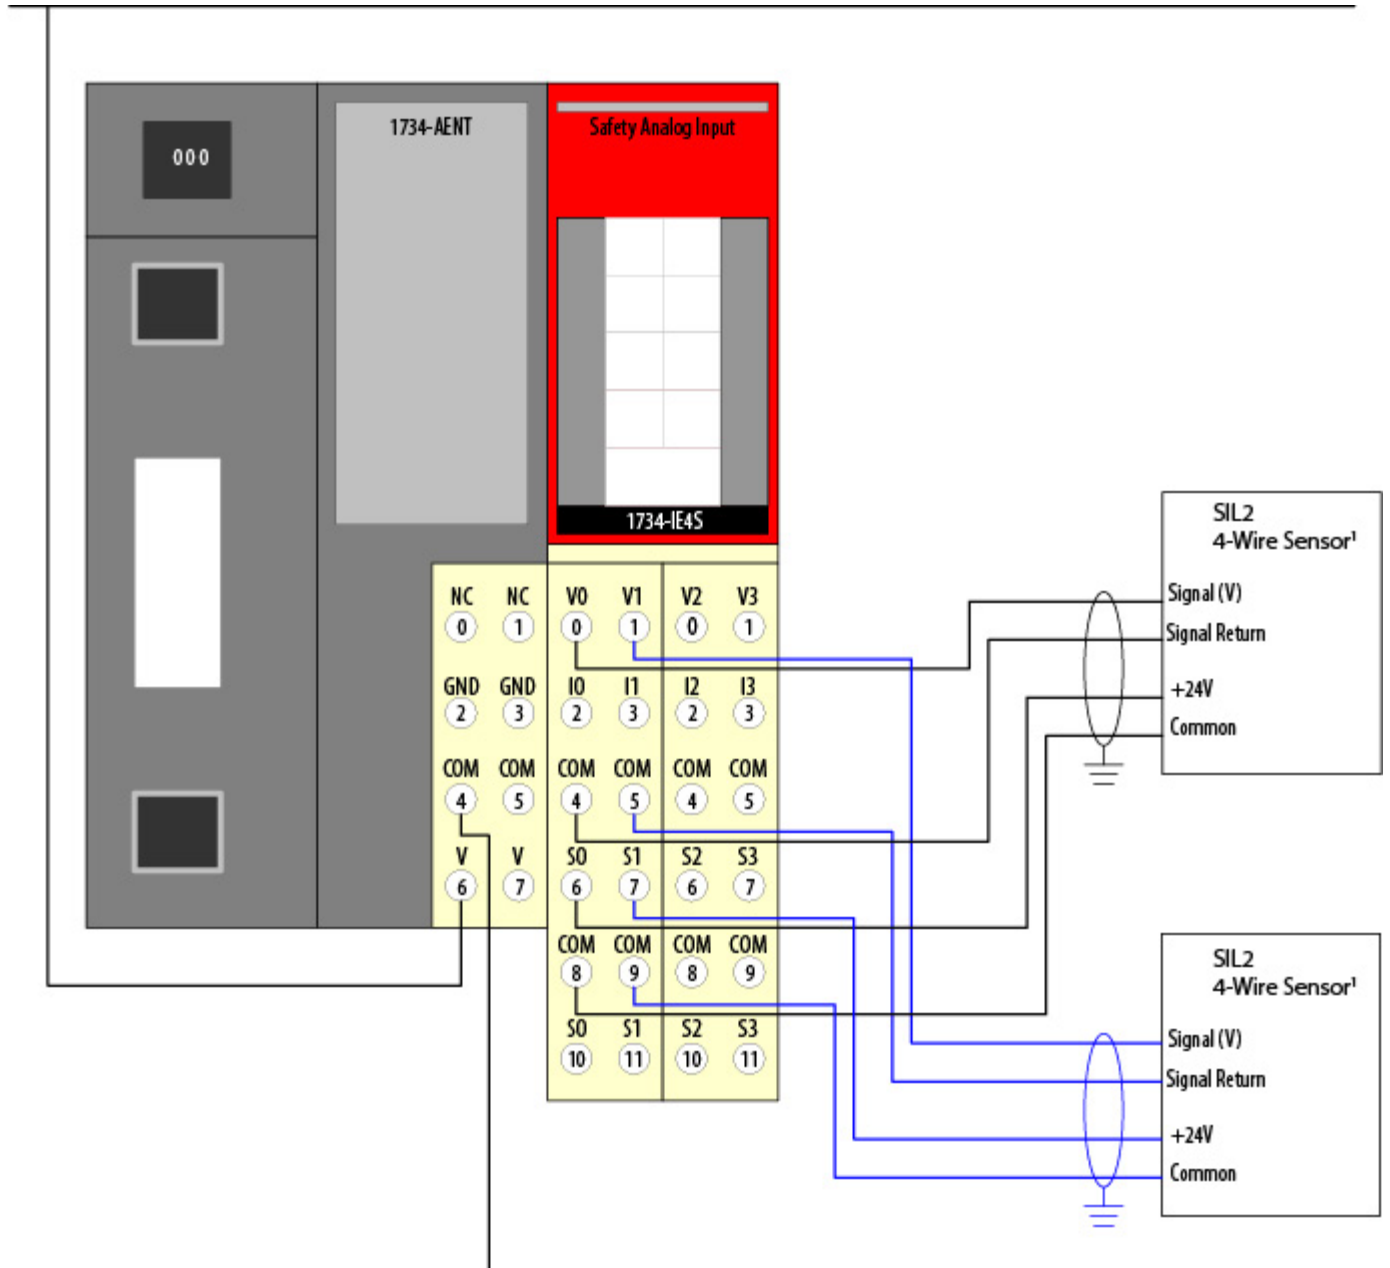 1734-AENT
Safety Analog Input
000
1734-IE4S
SIL2
4-Wire Sensor¹
Signal (V)
Signal Return
+24V
Common
NC NC V0 V1 V2 V3
0 1 0 1 0 1
GND GND I0 I1 I2 I3
2 3 2 3 2 3
COM COM COM COM COM COM
4 5 4 5 4 5
V V S0 S1 S2 S3
6 7 6 7 6 7
COM COM COM COM
8 9 8 9
S0 S1 S2 S3
10 11 10 11
SIL2
4-Wire Sensor¹
Signal (V)
Signal Return
+24V
Common